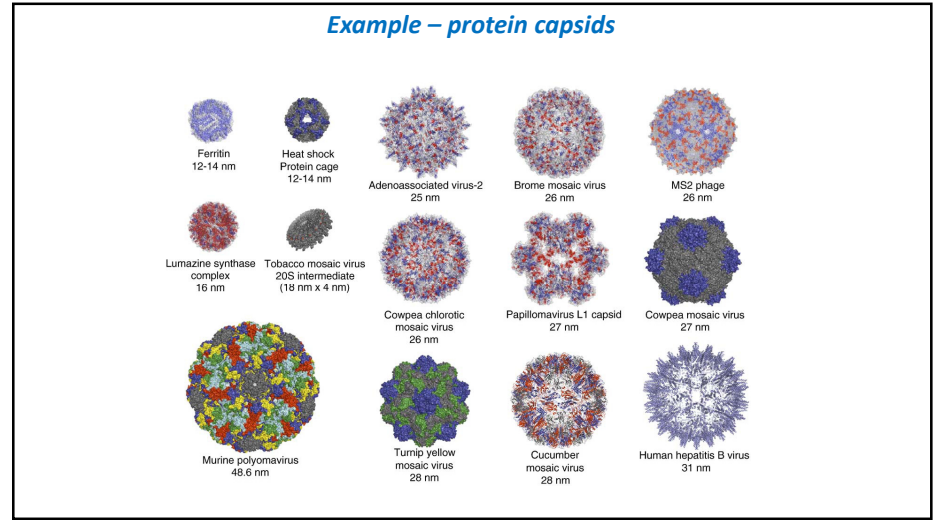 Example – protein capsids
Ferritin
12-14 nm
Heat shock
Protein cage
12-14 nm
Adenoassociated virus-2
25 nm
Brome mosaic virus
26 nm
MS2 phage
26 nm
Lumazine synthase
complex
16 nm
Tobacco mosaic virus
20S intermediate
(18 nm x 4 nm)
Cowpea chlorotic
mosaic virus
26 nm
Papillomavirus L1 capsid
27 nm
Cowpea mosaic virus
27 nm
Murine polyomavirus
48.6 nm
Turnip yellow
mosaic virus
28 nm
Cucumber
mosaic virus
28 nm
Human hepatitis B virus
31 nm